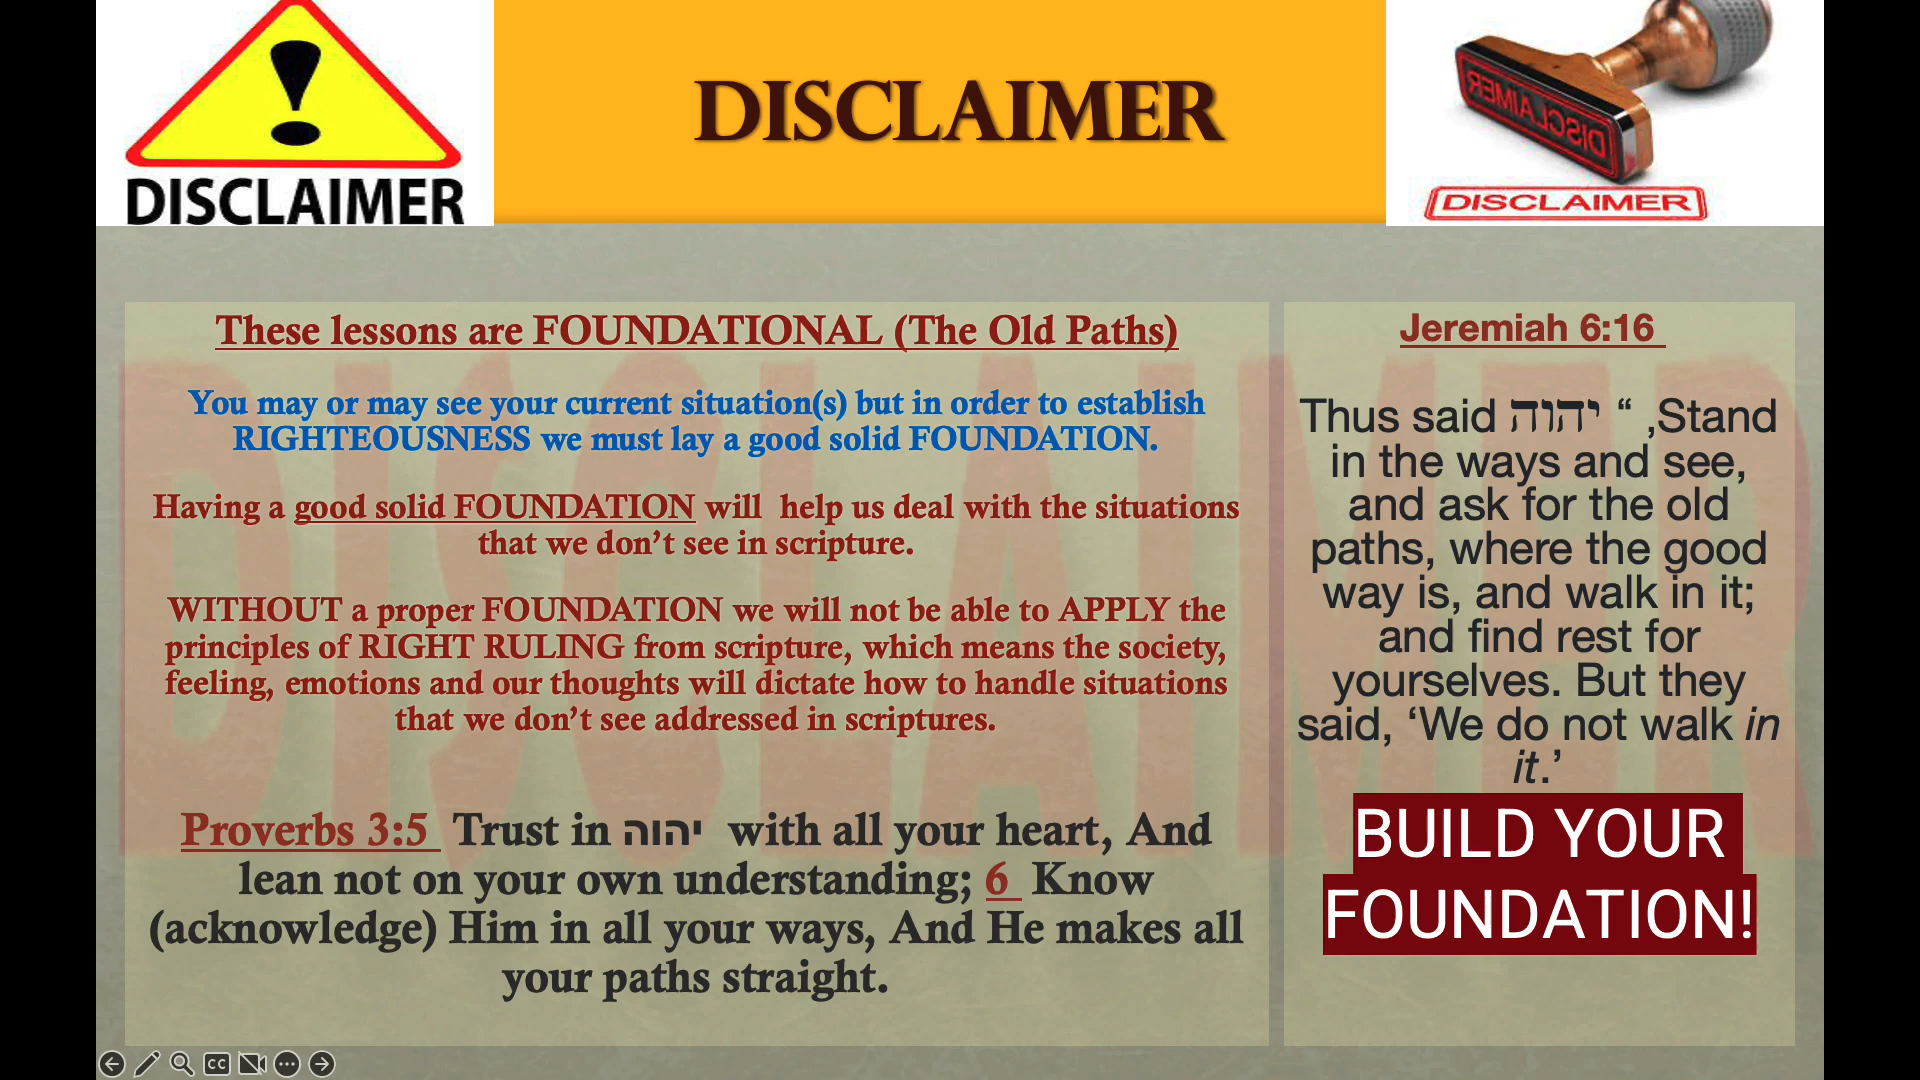 DISCLAIMER
DISCLAIMER
DISCLAIMER
DISCLAIMER
These lessons are FOUNDATIONAL (The Old Paths)
You may or may see your current situation(s) but in order to establish
RIGHTEOUSNESS we must lay a good solid FOUNDATION.
Having a good solid FOUNDATION will help us deal with the situations
that we don’t see in scripture.
WITHOUT a proper FOUNDATION we will not be able to APPLY the
principles of RIGHT RULING from scripture, which means the society,
feeling, emotions and our thoughts will dictate how to handle situations
that we don’t see addressed in scriptures.
Proverbs 3:5 Trust in יהוה with all your heart, And
lean not on your own understanding; 6 Know
(acknowledge) Him in all your ways, And He makes all
your paths straight.
Jeremiah 6:16
Thus said יהוה “ ,Stand
in the ways and see,
and ask for the old
paths, where the good
way is, and walk in it;
and find rest for
yourselves. But they
said, ‘We do not walk in
it.’
BUILD YOUR
FOUNDATION!
DISCLAIMER
CC